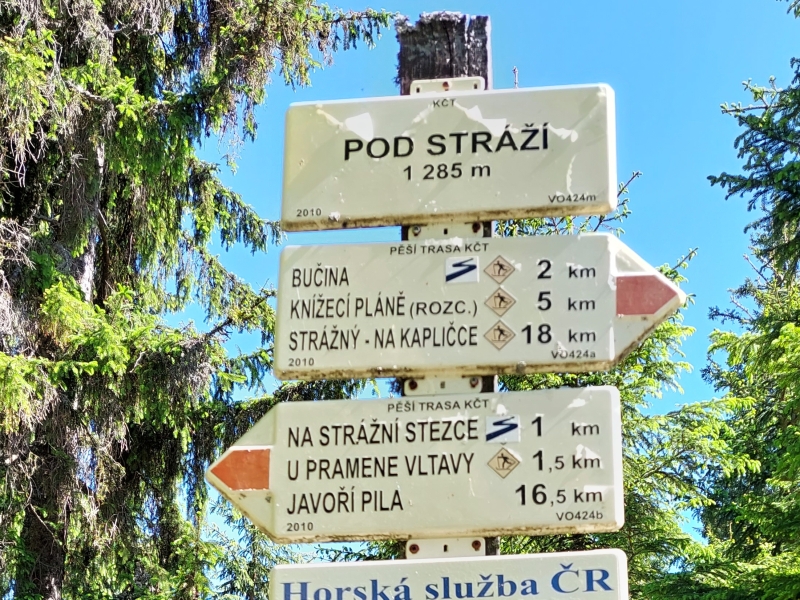 KČT
POD STRÁŽÍ
1 285 m
2010 VO424m
PĚŠÍ TRASA KČT
BUČINA 2 km
KNÍŽECÍ PLÁNĚ (ROZC.) 5 km
STRÁŽNÝ - NA KAPLIČCE 18 km
2010 VO424a
PĚŠÍ TRASA KČT
NA STRÁŽNÍ STEZCE 1 km
U PRAMENE VLTAVY 1,5 km
JAVOŘÍ PILA 16,5 km
2010 VO424b
Horská služba ČR